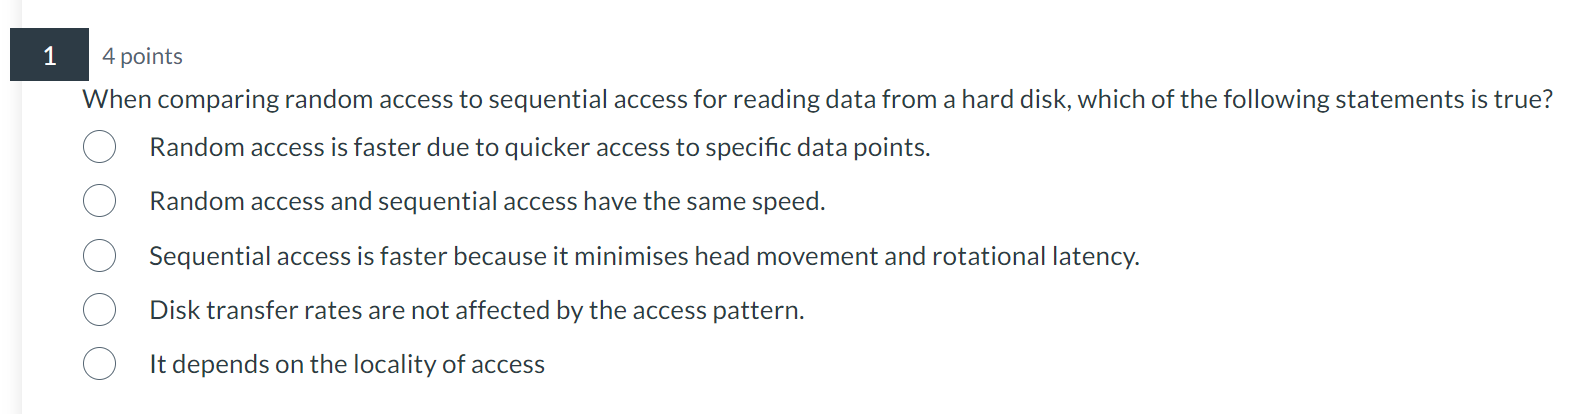 1 4 points
When comparing random access to sequential access for reading data from a hard disk, which of the following statements is true?
Random access is faster due to quicker access to specific data points.
Random access and sequential access have the same speed.
Sequential access is faster because it minimises head movement and rotational latency.
Disk transfer rates are not affected by the access pattern.
It depends on the locality of access